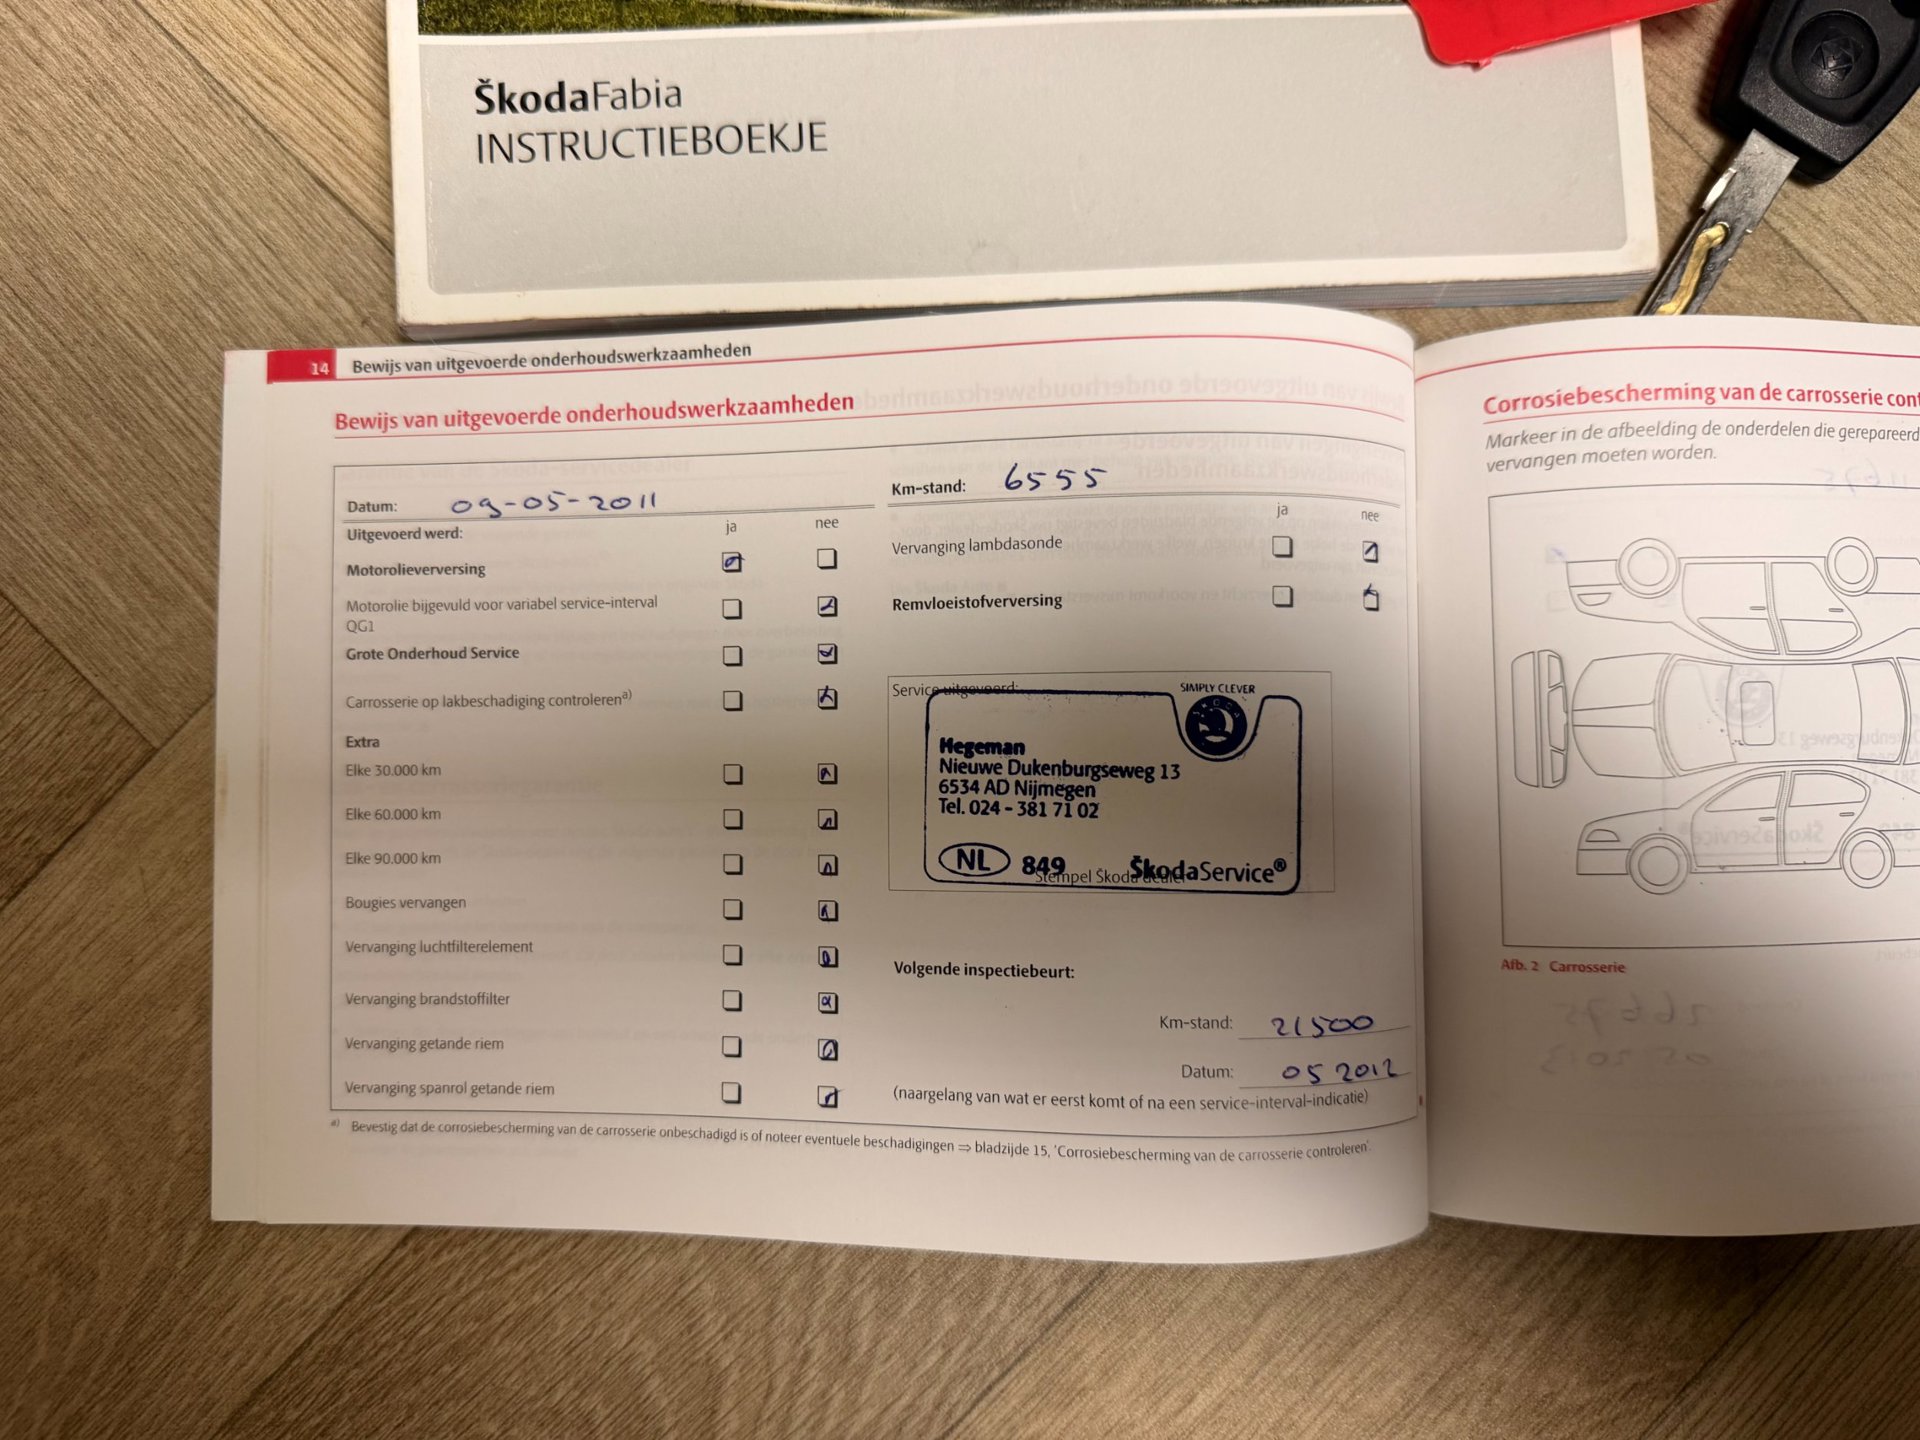 ŠkodaFabia
INSTRUCTIEBOEKJE
14 Bewijs van uitgevoerde onderhoudswerkzaamheden
Bewijs van uitgevoerde onderhoudswerkzaamheden
Datum: 09-05-2011
Uitgevoerd werd: ja nee
Motorolieverversing
Motorolie bijgevuld voor variabel service-interval
QG1
Grote Onderhoud Service
Carrosserie op lakbeschadiging controleren a)
Extra
Elke 30.000 km
Elke 60.000 km
Elke 90.000 km
Bougies vervangen
Vervanging luchtfilterelement
Vervanging brandstoffilter
Vervanging getande riem
Vervanging spanrol getande riem
Km-stand: 6555
ja nee
Vervanging lambdasonde
Remvloeistofverversing
Service uitgevoerd:
SIMPLY CLEVER
SKODA
Hegeman
Nieuwe Dukenburgseweg 13
6534 AD Nijmegen
Tel. 024 - 381 71 02
NL 849 ŠkodaService®
Stempel Škoda dealer
Volgende inspectiebeurt:
Km-stand: 21500
Datum: 05 2012
(naargelang van wat er eerst komt of na een service-interval-indicatie)
a) Bevestig dat de corrosiebescherming van de carrosserie onbeschadigd is of noteer eventuele beschadigingen ⇒ bladzijde 15, 'Corrosiebescherming van de carrosserie controleren'.
Corrosiebescherming van de carrosserie cont
Markeer in de afbeelding de onderdelen die gerepareerd
vervangen moeten worden.
Afb. 2 Carrosserie